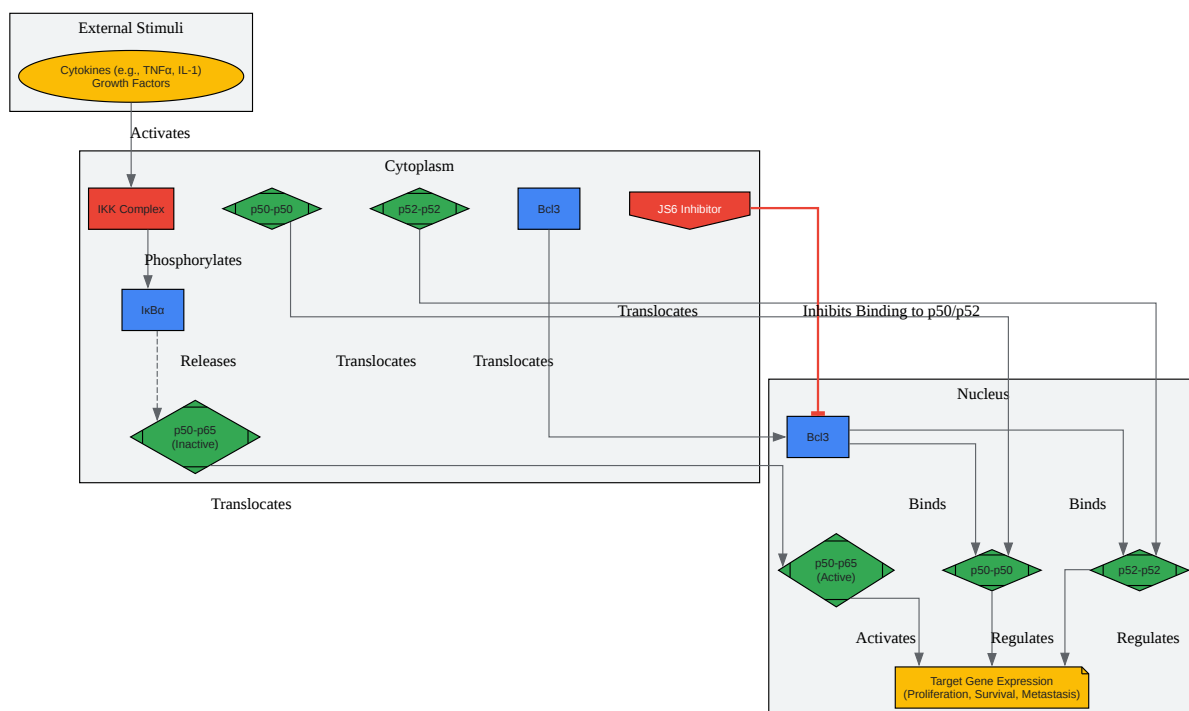 External Stimuli
Cytokines (e.g., TNFα, IL-1)
Growth Factors
Activates
Cytoplasm
IKK Complex
p50-p50
p52-p52
Bcl3
JS6 Inhibitor
Phosphorylates
IκBα
Translocates
Inhibits Binding to p50/p52
Releases
Translocates
Translocates
Nucleus
p50-p65
(Inactive)
Bcl3
Translocates
Binds
Binds
p50-p65
(Active)
p50-p50
p52-p52
Activates
Regulates
Regulates
Target Gene Expression
(Proliferation, Survival, Metastasis)